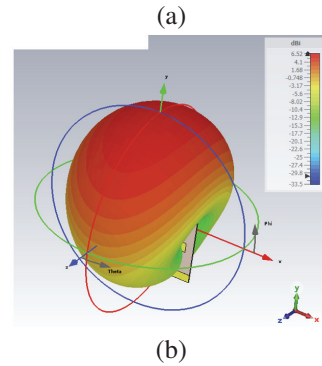 (a)
dBi
6.52
4.1
1.68
-0.748
-3.17
-5.6
-8.02
-10.4
-12.9
-15.3
-17.7
-20.1
-22.6
-25
-27.4
-29.8
-33.5
y
Phi
x
z
Theta
y
z
x
(b)